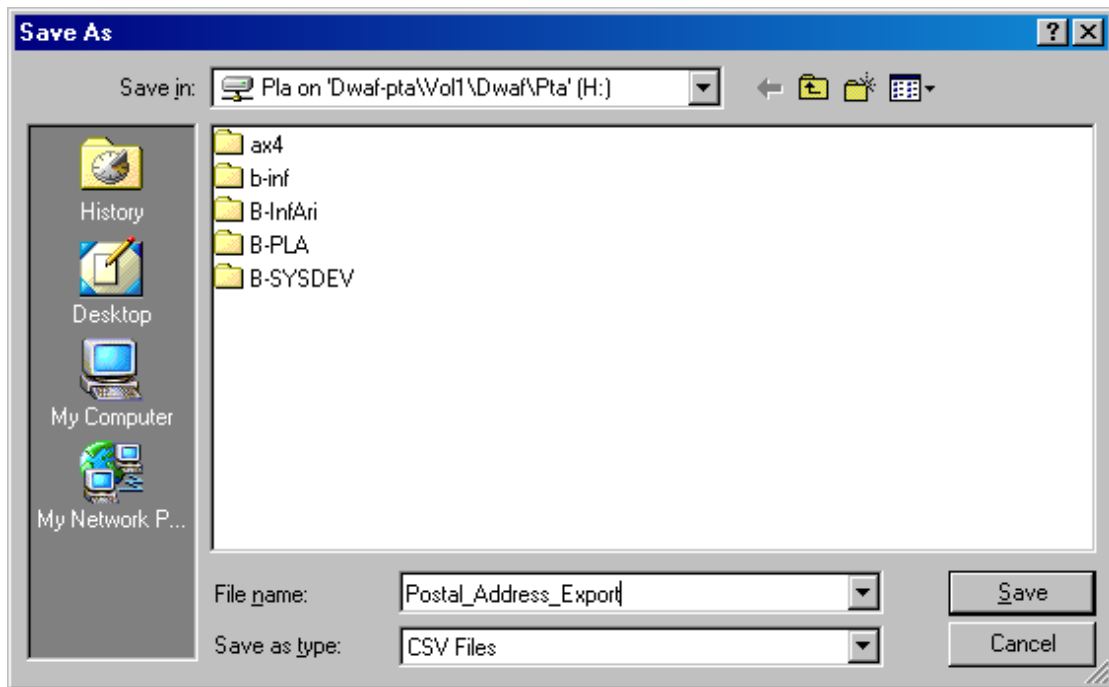 Save As
Save in: Pla on 'Dwaf-pta\Vol1\Dwaf\Pta' (H:)
History
Desktop
My Computer
My Network P...
ax4
b-inf
B-InfAri
B-PLA
B-SYSDEV
File name: Postal_Address_Export Save
Save as type: CSV Files Cancel